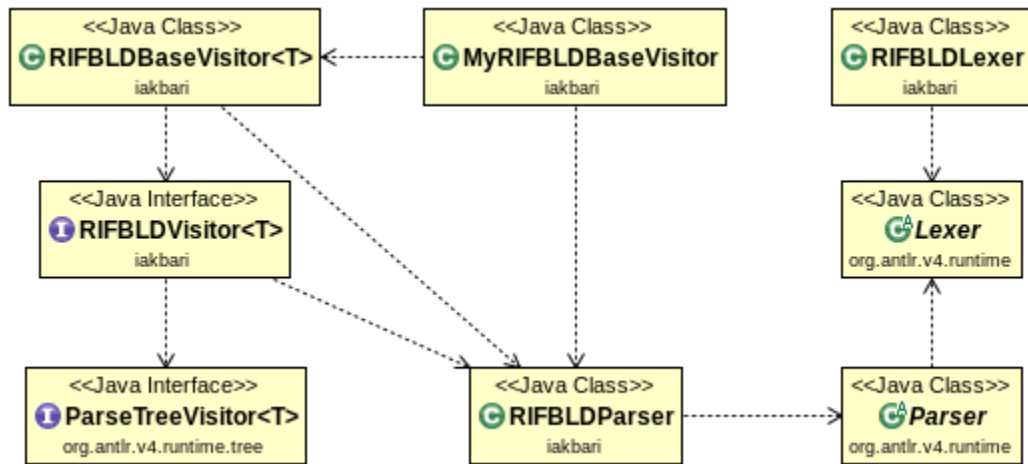 <<Java Class>>
RIFBLDBaseVisitor<T>
iakbari
<<Java Class>>
MyRIFBLDBaseVisitor
iakbari
<<Java Class>>
RIFBLDLexer
iakbari
<<Java Interface>>
RIFBLDVisitor<T>
iakbari
<<Java Class>>
Lexer
org.antlr.v4.runtime
<<Java Interface>>
ParseTreeVisitor<T>
org.antlr.v4.runtime.tree
<<Java Class>>
RIFBLDParser
iakbari
<<Java Class>>
Parser
org.antlr.v4.runtime